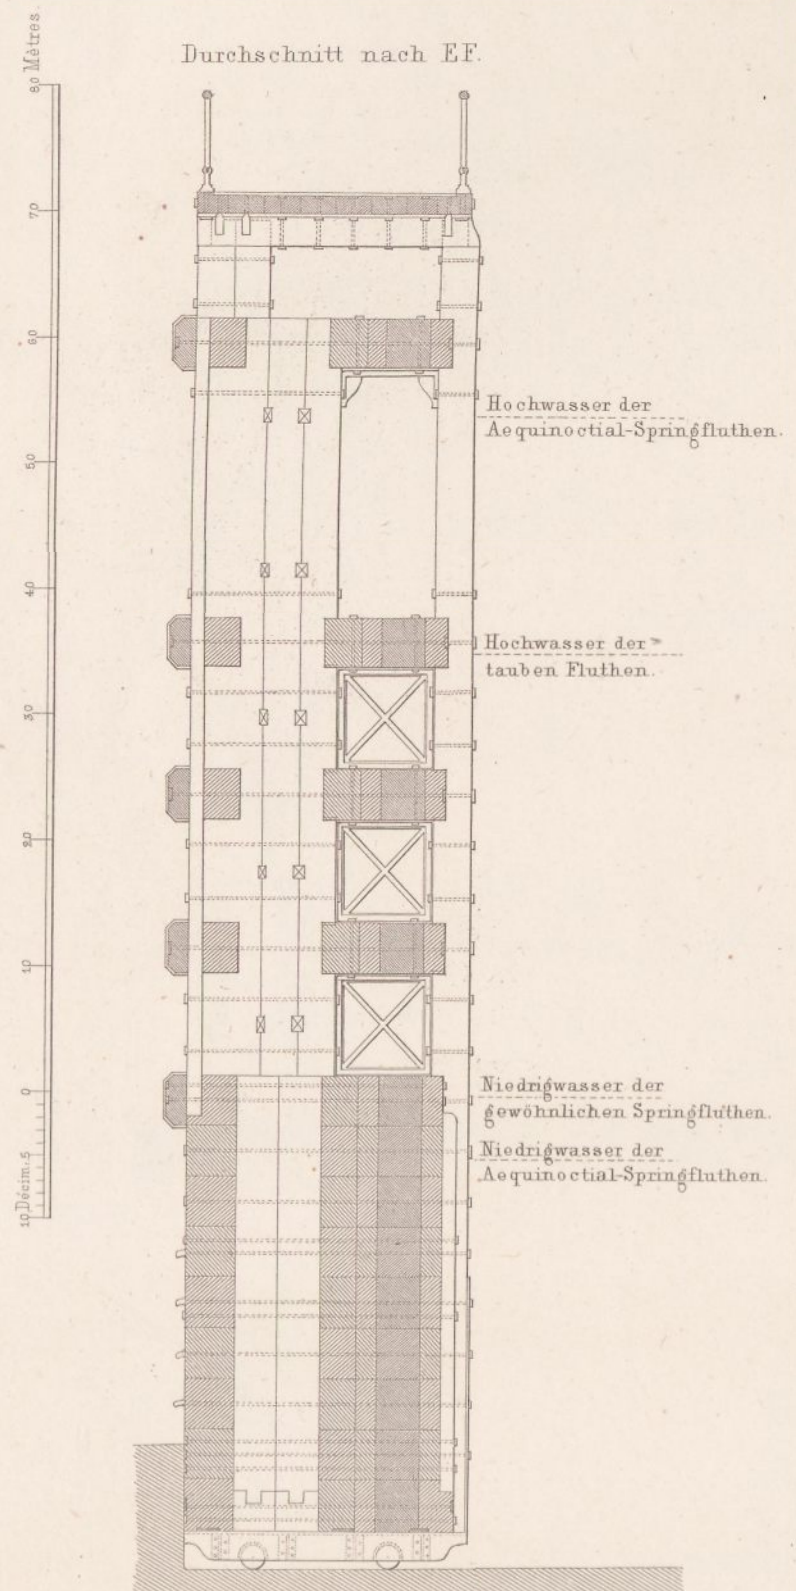 Durchschnitt nach EF.
80 Mètres.
70
60
50
40
30
20
10
0
10 Décim. 5
Hochwasser der
Aequinoctial-Springfluthen.
Hochwasser der
tauben Fluthen.
Niedrigwasser der
gewöhnlichen Springfluthen.
Niedrigwasser der
Aequinoctial-Springfluthen.